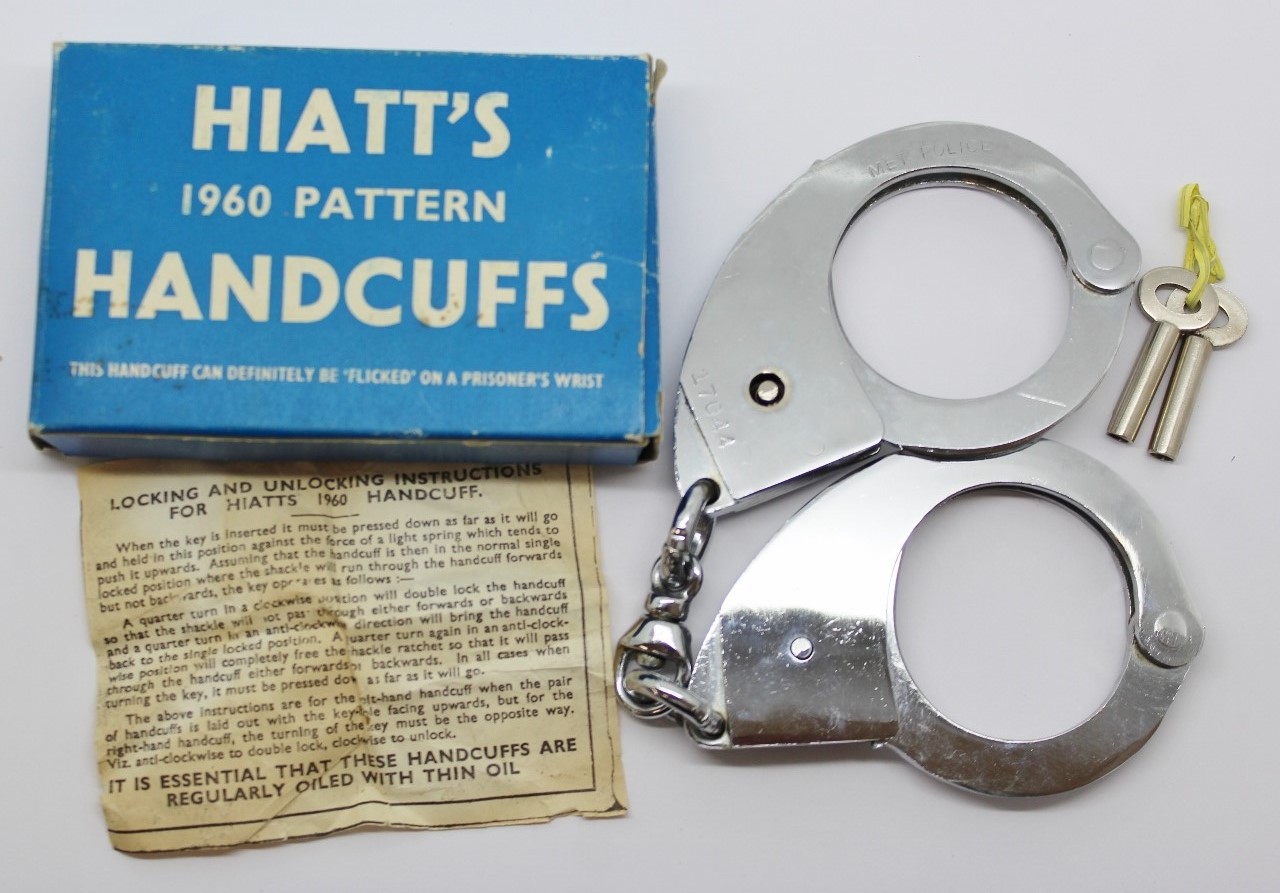 HIATT'S
1960 PATTERN
HANDCUFFS
THIS HANDCUFF CAN DEFINITELY BE 'FLICKED' ON A PRISONER'S WRIST
LOCKING AND UNLOCKING INSTRUCTIONS
FOR HIATTS 1960 HANDCUFF.
When the key is inserted it must be pressed down as far as it will go
and held in this position against the force of a light spring which tends to
push it upwards. Assuming that the handcuff is then in the normal single
locked position where the shackle will run through the handcuff forwards
but not backwards, the key operates as follows :—
A quarter turn in a clockwise position will double lock the handcuff
so that the shackle will not pass through either forwards or backwards
and a quarter turn in an anti-clockwise direction will bring the handcuff
back to the single locked position. A quarter turn again in an anti-clock-
wise position will completely free the shackle ratchet so that it will pass
through the handcuff either forwards or backwards. In all cases when
turning the key, it must be pressed down as far as it will go.
The above instructions are for the left-hand handcuff when the pair
of handcuffs is laid out with the keyhole facing upwards, but for the
right-hand handcuff, the turning of the key must be the opposite way.
Viz. anti-clockwise to double lock, clockwise to unlock.
IT IS ESSENTIAL THAT THESE HANDCUFFS ARE
REGULARLY OILED WITH THIN OIL
MET POLICE
17044